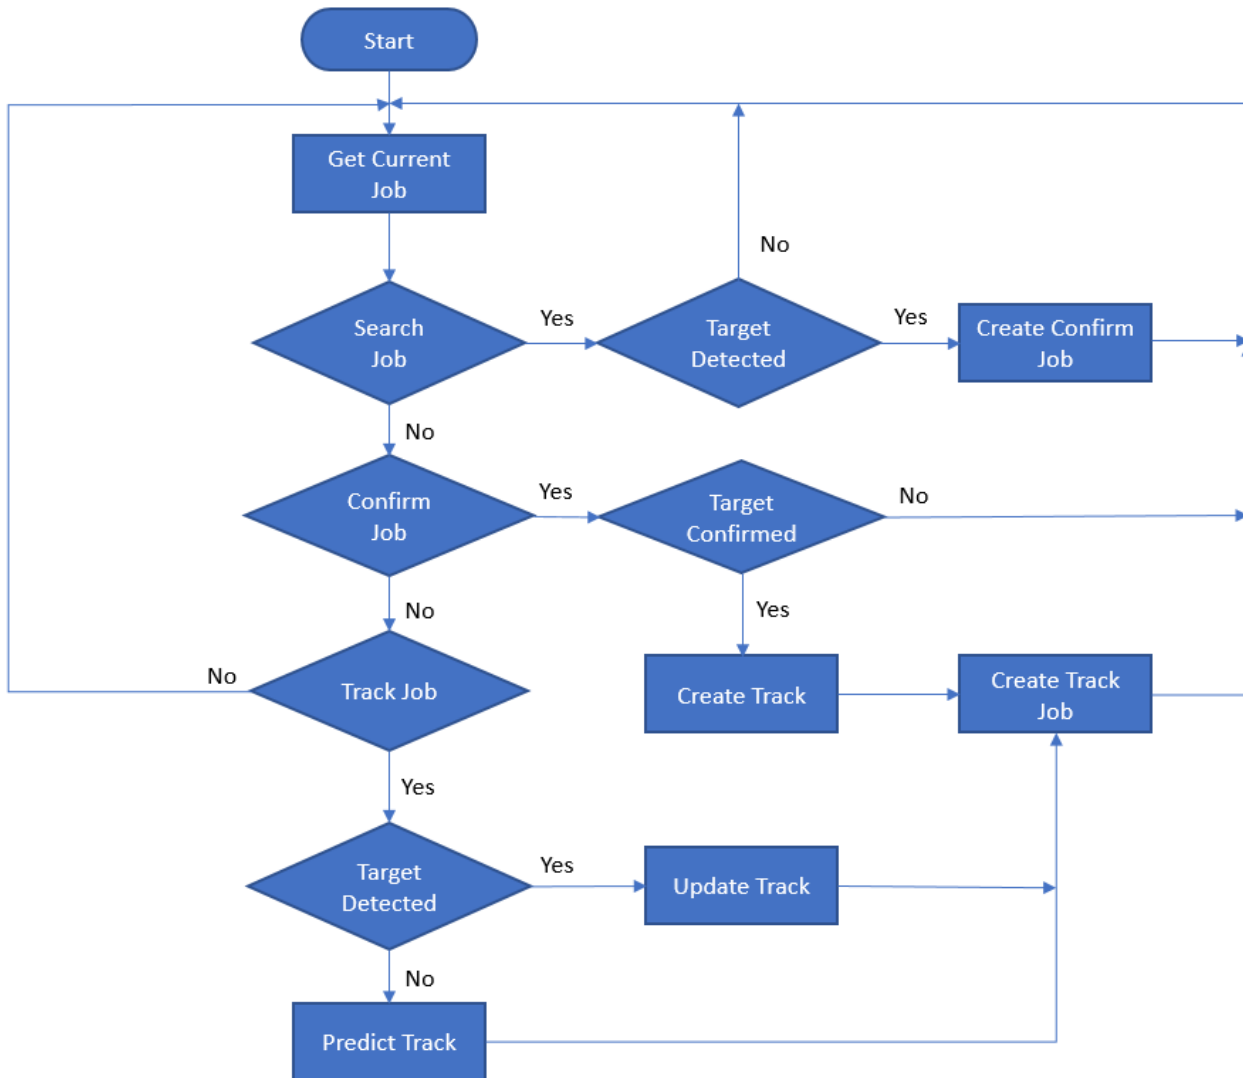 Start
Get Current
Job
No
Search
Job
Yes
Target
Detected
Yes
Create Confirm
Job
No
Confirm
Job
Yes
Target
Confirmed
No
No
Yes
No
Track Job
Create Track
Create Track
Job
Yes
Target
Detected
Yes
Update Track
No
Predict Track